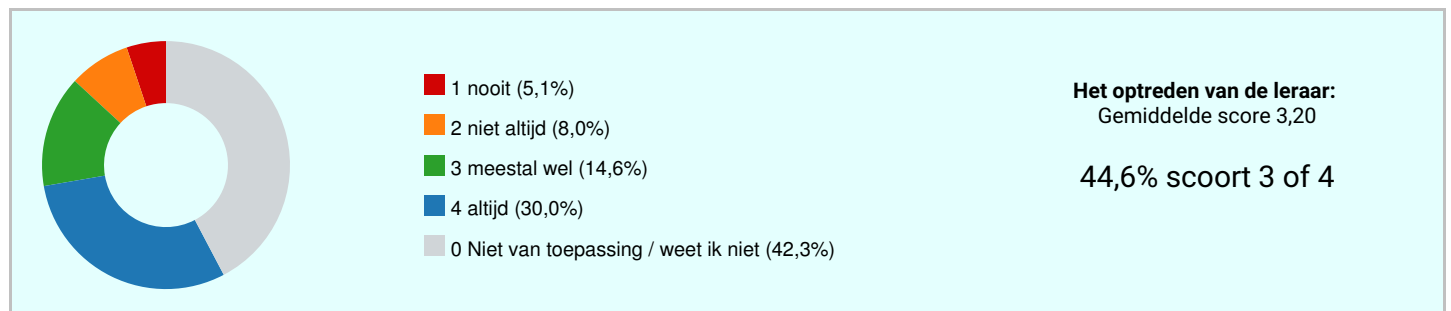 1 nooit (5,1%)
2 niet altijd (8,0%)
3 meestal wel (14,6%)
4 altijd (30,0%)
0 Niet van toepassing / weet ik niet (42,3%)
Het optreden van de leraar:
Gemiddelde score 3,20
44,6% scoort 3 of 4